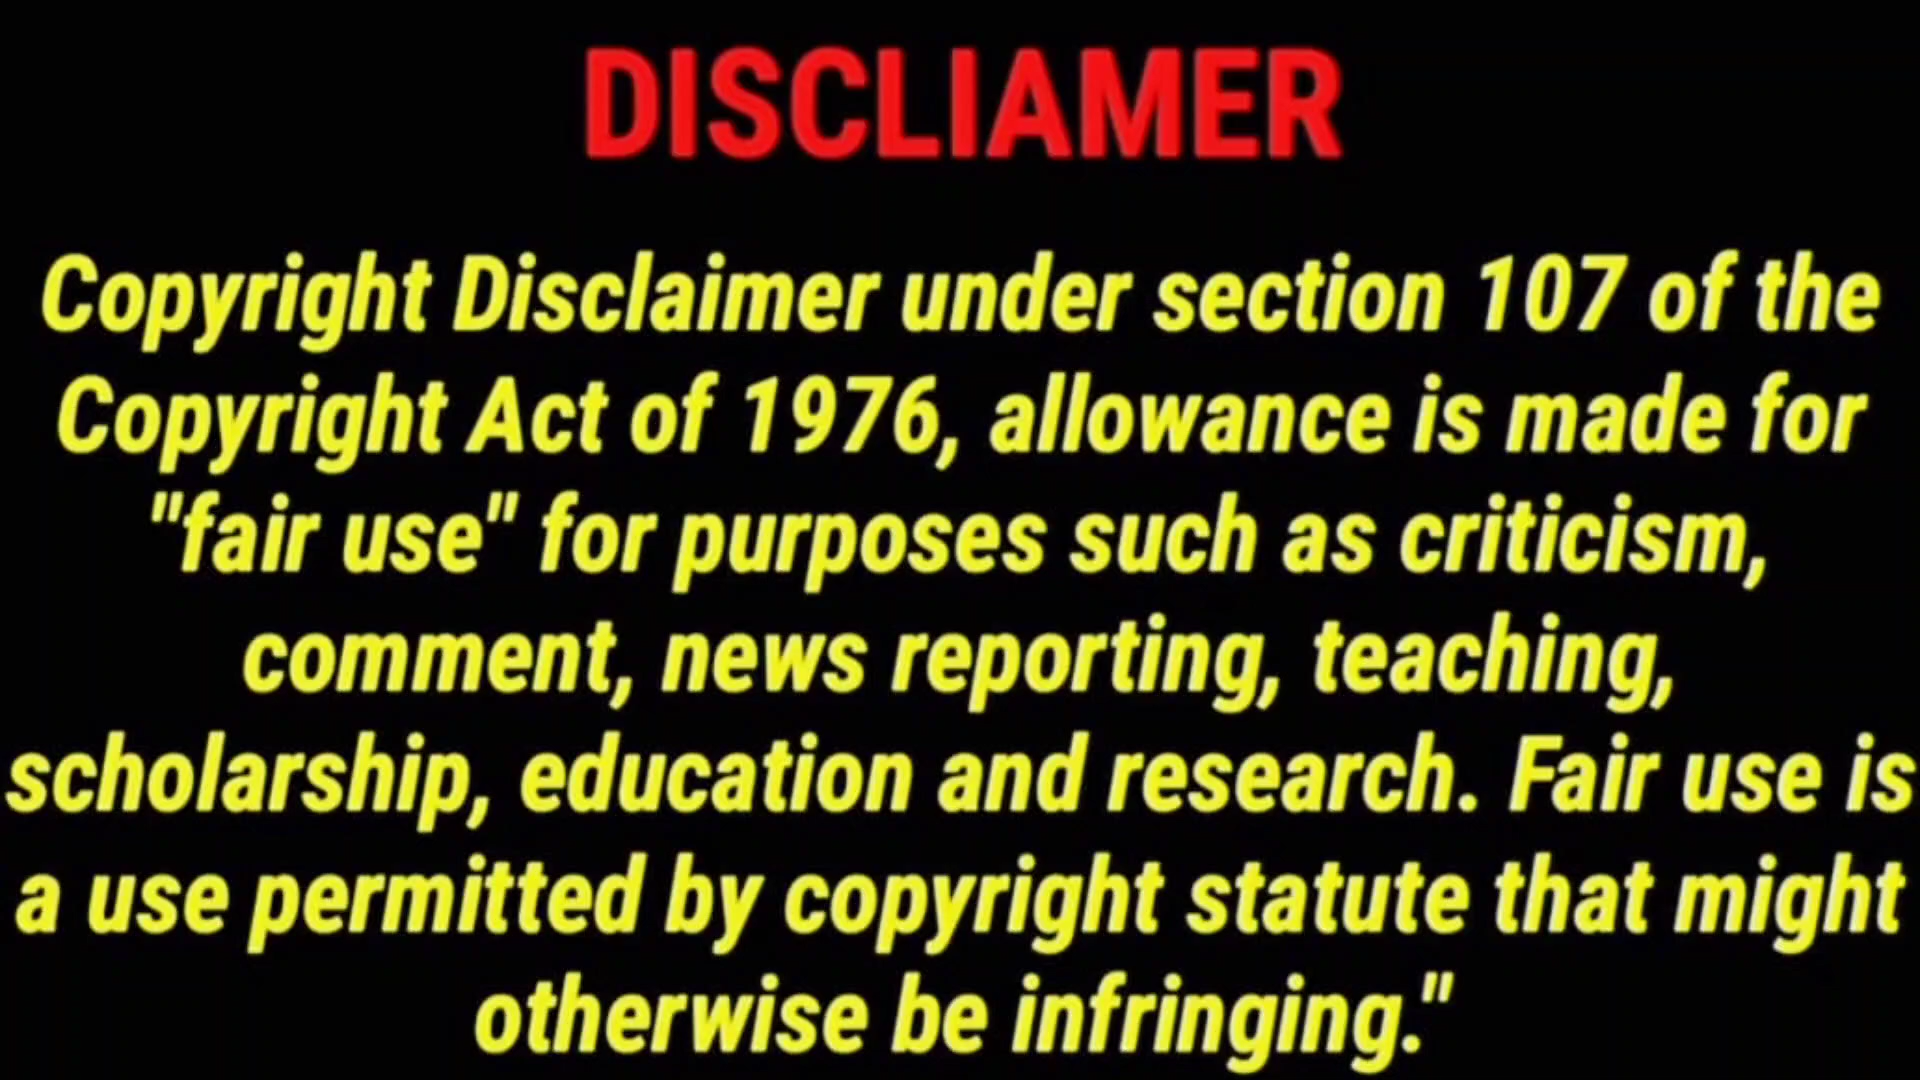 DISCLIAMER
Copyright Disclaimer under section 107 of the
Copyright Act of 1976, allowance is made for
"fair use" for purposes such as criticism,
comment, news reporting, teaching,
scholarship, education and research. Fair use is
a use permitted by copyright statute that might
otherwise be infringing."